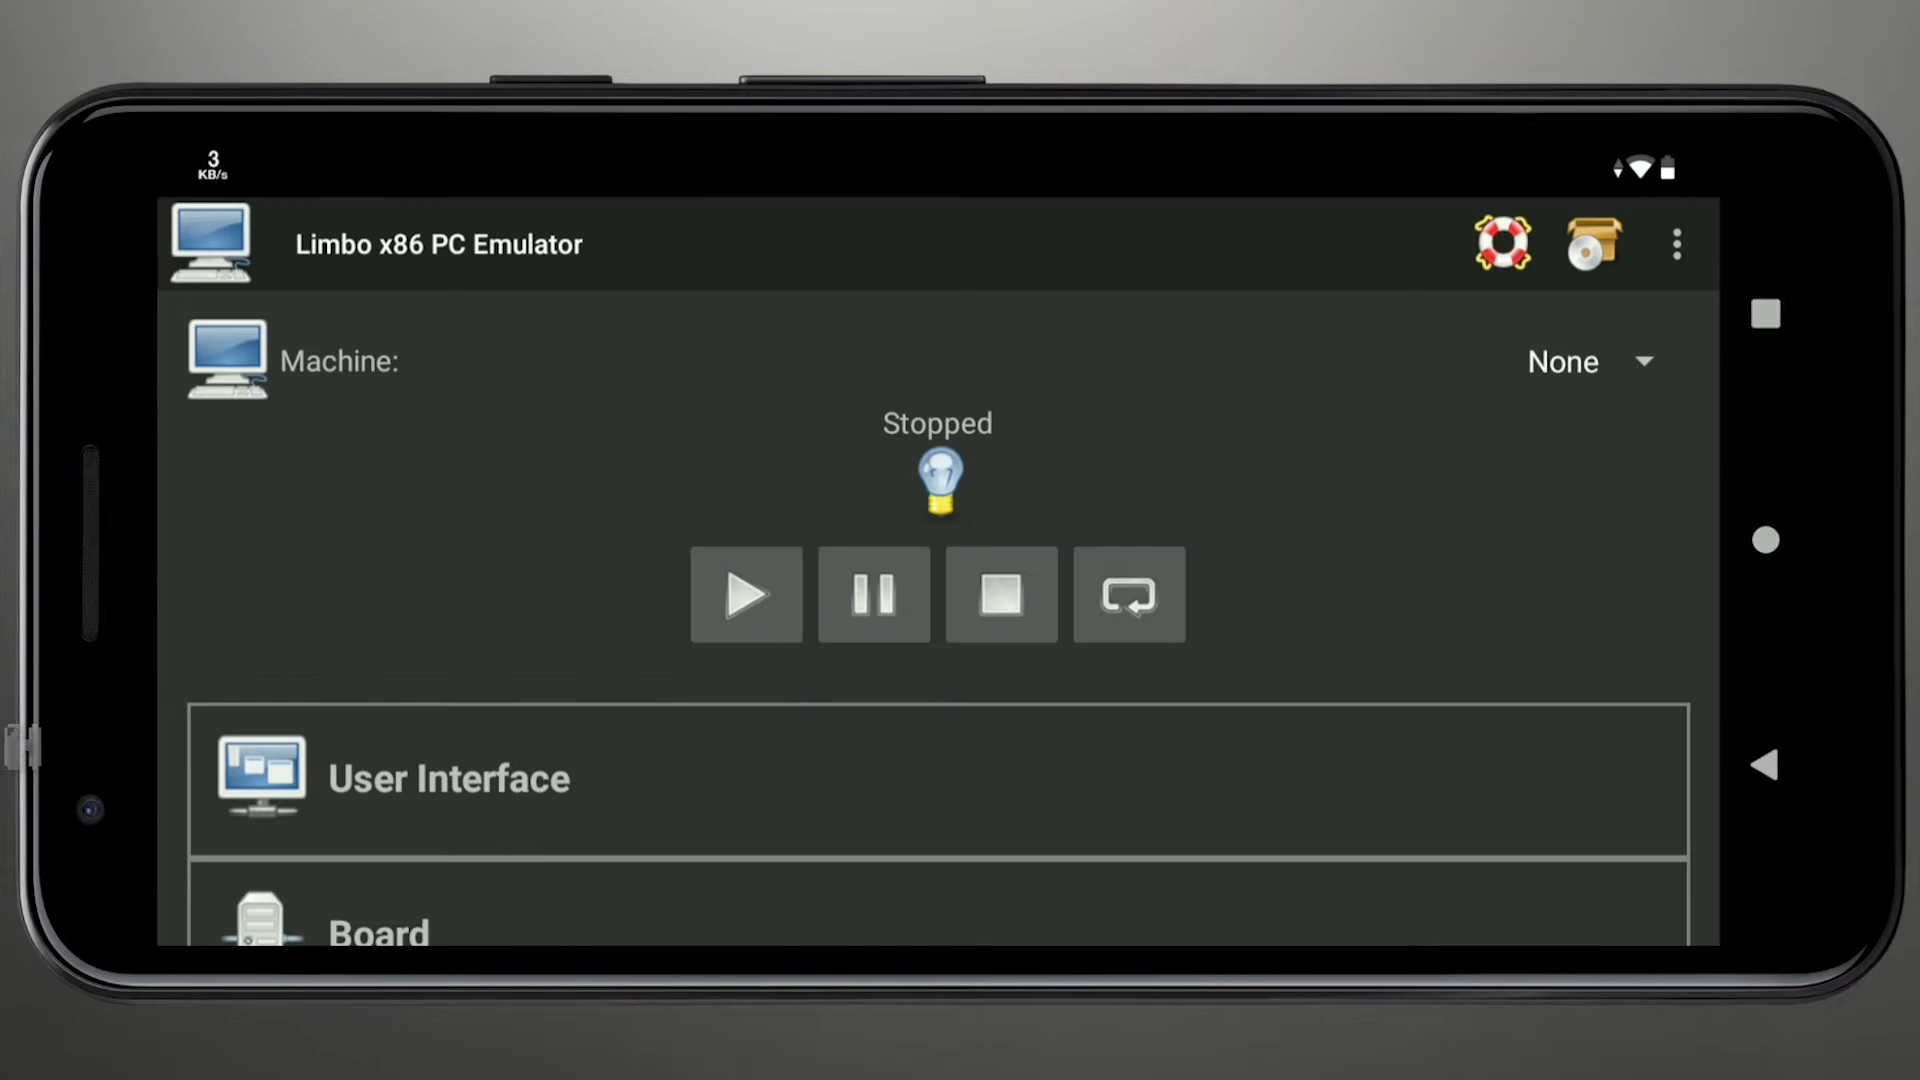 3
KB/s
Limbo x86 PC Emulator
Machine:
None
Stopped
User Interface
Board